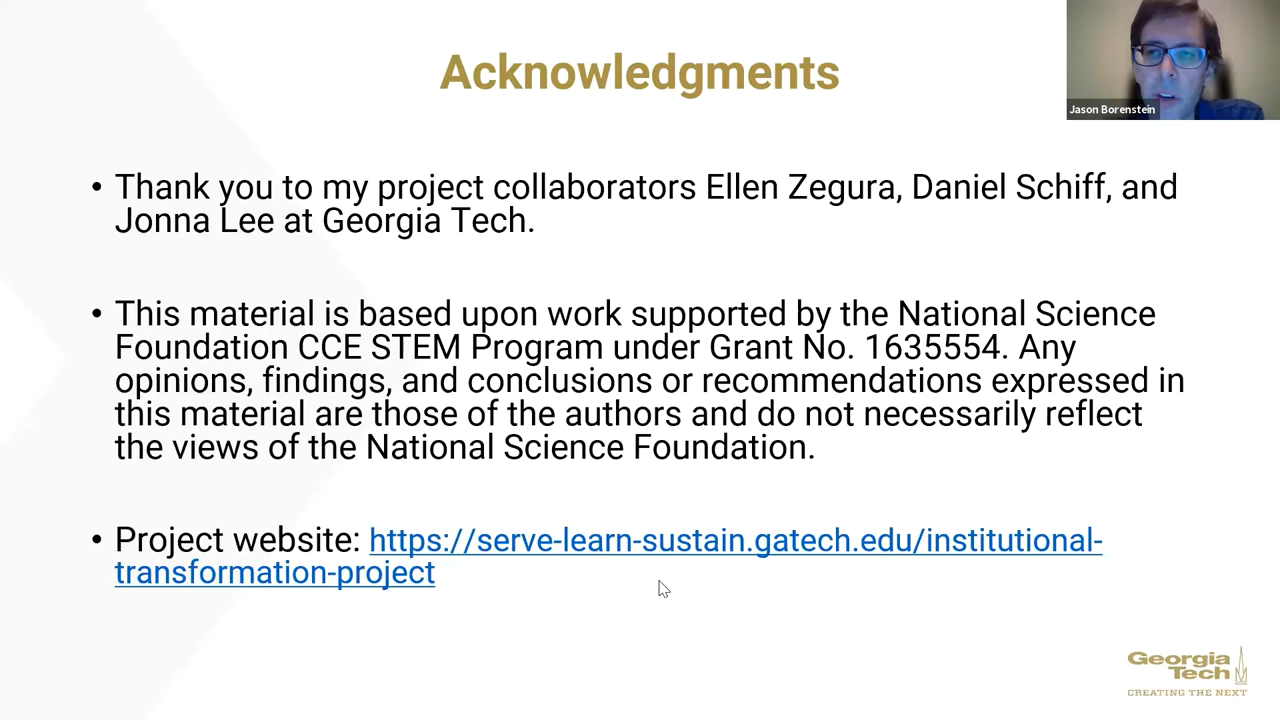 Acknowledgments
Jason Borenstein
• Thank you to my project collaborators Ellen Zegura, Daniel Schiff, and
Jonna Lee at Georgia Tech.
• This material is based upon work supported by the National Science
Foundation CCE STEM Program under Grant No. 1635554. Any
opinions, findings, and conclusions or recommendations expressed in
this material are those of the authors and do not necessarily reflect
the views of the National Science Foundation.
• Project website: https://serve-learn-sustain.gatech.edu/institutional-
transformation-project
Georgia
Tech
CREATING THE NEXT